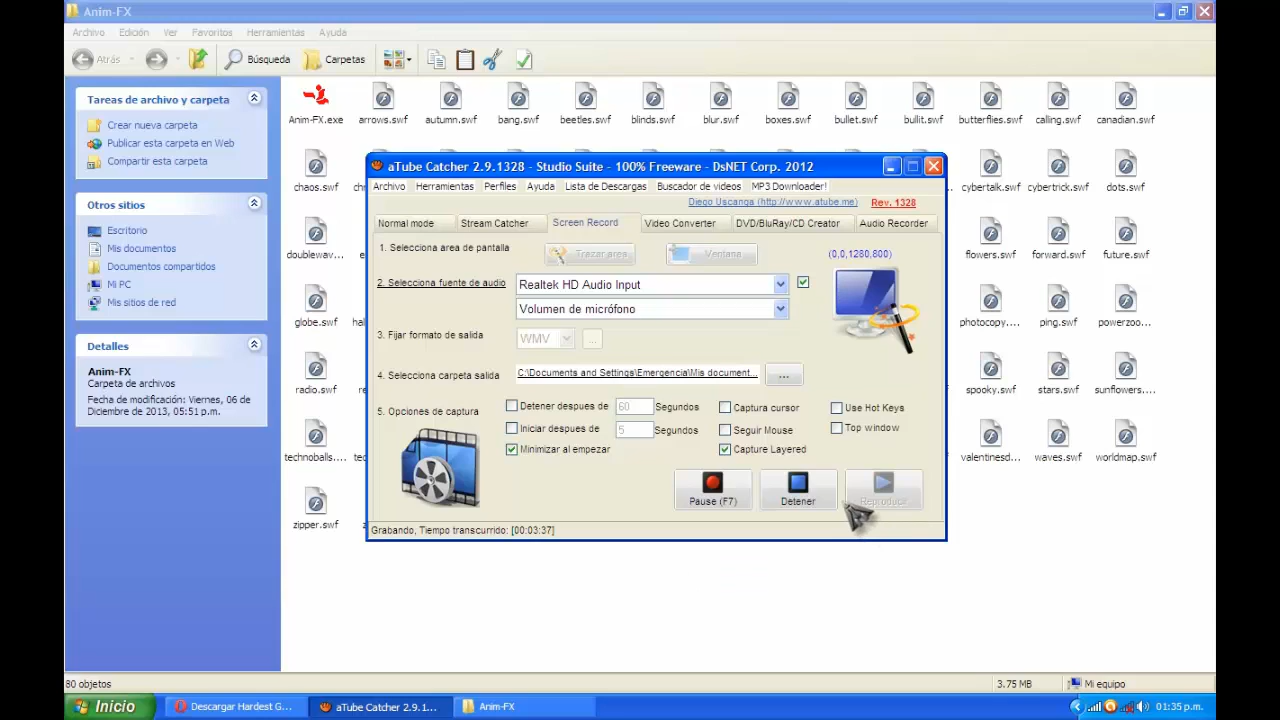 Anim-FX
Archivo Edición Ver Favoritos Herramientas Ayuda
Atrás Búsqueda Carpetas
Tareas de archivo y carpeta
Crear nueva carpeta
Publicar esta carpeta en Web
Compartir esta carpeta
Otros sitios
Escritorio
Mis documentos
Documentos compartidos
Mi PC
Mis sitios de red
Detalles
Anim-FX
Carpeta de archivos
Fecha de modificación: Viernes, 06 de
Diciembre de 2013, 05:51 p.m.
Anim-FX.exe arrows.swf autumn.swf bang.swf beetles.swf blinds.swf blur.swf boxes.swf bullet.swf bullit.swf butterflies.swf calling.swf canadian.swf
chaos.swf cybertalk.swf cybertrick.swf dots.swf
doublewav... flowers.swf forward.swf future.swf
globe.swf photocopy.... ping.swf powerzoo...
radio.swf spooky.swf stars.swf sunflowers....
technoballs.... valentinesd... waves.swf worldmap.swf
zipper.swf
aTube Catcher 2.9.1328 - Studio Suite - 100% Freeware - DsNET Corp. 2012
Archivo Herramientas Perfiles Ayuda Lista de Descargas Buscador de videos MP3 Downloader!
Diego Uscanga (http://www.atube.me) Rev. 1328
Normal mode Stream Catcher Screen Record Video Converter DVD/BluRay/CD Creator Audio Recorder
1. Selecciona area de pantalla Trazar area Ventana (0,0,1280,800)
2. Selecciona fuente de audio Realtek HD Audio Input
Volumen de micrófono
3. Fijar formato de salida WMV ...
4. Selecciona carpeta salida C:\Documents and Settings\Emergencia\Mis document... ...
5. Opciones de captura Detener despues de 60 Segundos Captura cursor Use Hot Keys
Iniciar despues de 5 Segundos Seguir Mouse Top window
Minimizar al empezar Capture Layered
Pause (F7) Detener Reproducir
Grabando, Tiempo transcurrido: [00:03:37]
80 objetos 3.75 MB Mi equipo
Inicio Descargar Hardest G... aTube Catcher 2.9.1... Anim-FX 01:35 p.m.